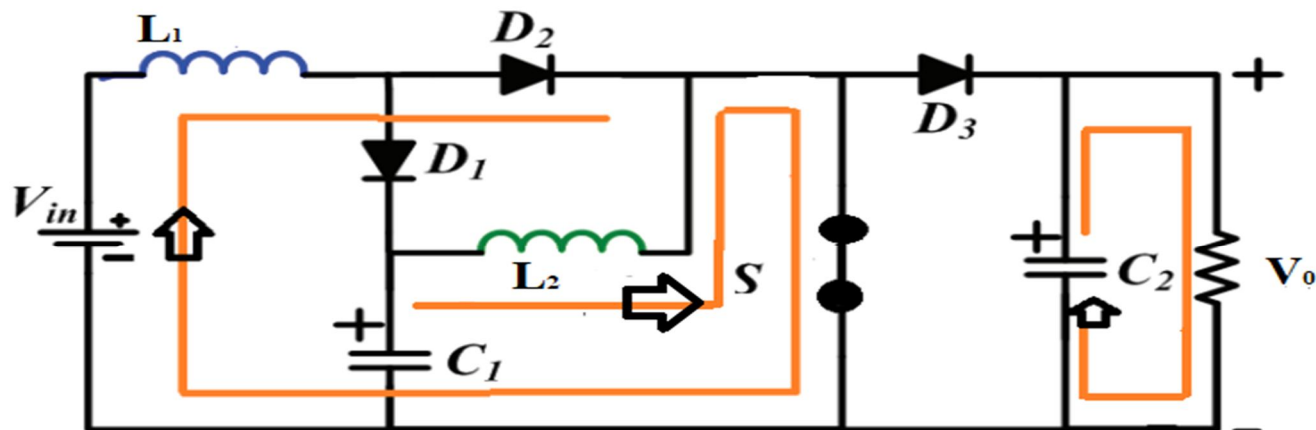 L₁
D₂
D₃
D₁
Vin
+
-
L₂
S
+
C₁
+
C₂
V₀
+
-